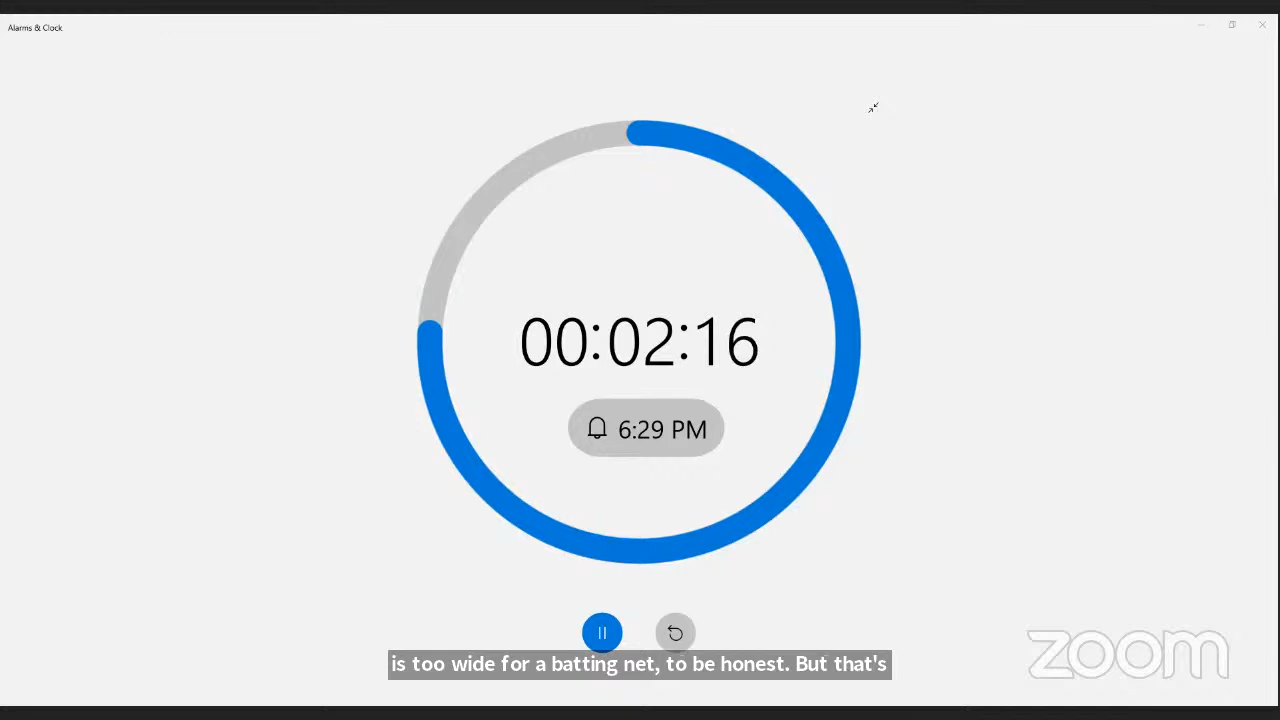 Alarms & Clock
00:02:16
6:29 PM
is too wide for a batting net, to be honest. But that's
zoom